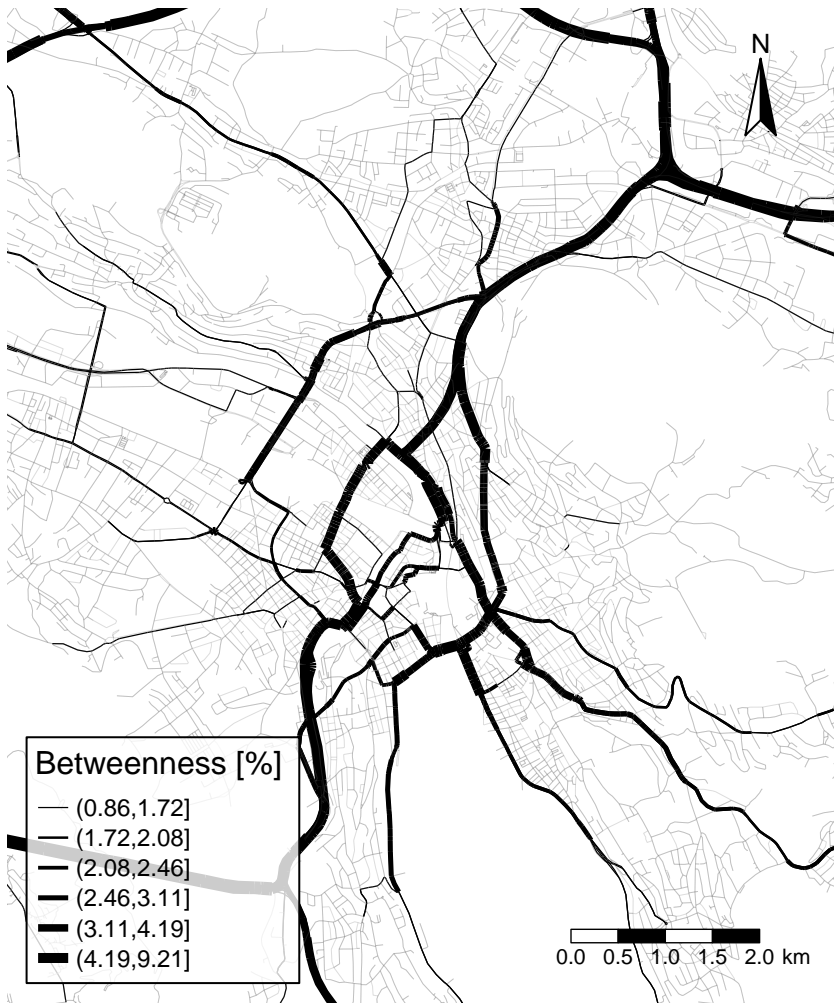 N
Betweenness [%]
(0.86,1.72]
(1.72,2.08]
(2.08,2.46]
(2.46,3.11]
(3.11,4.19]
(4.19,9.21]
0.0 0.5 1.0 1.5 2.0 km